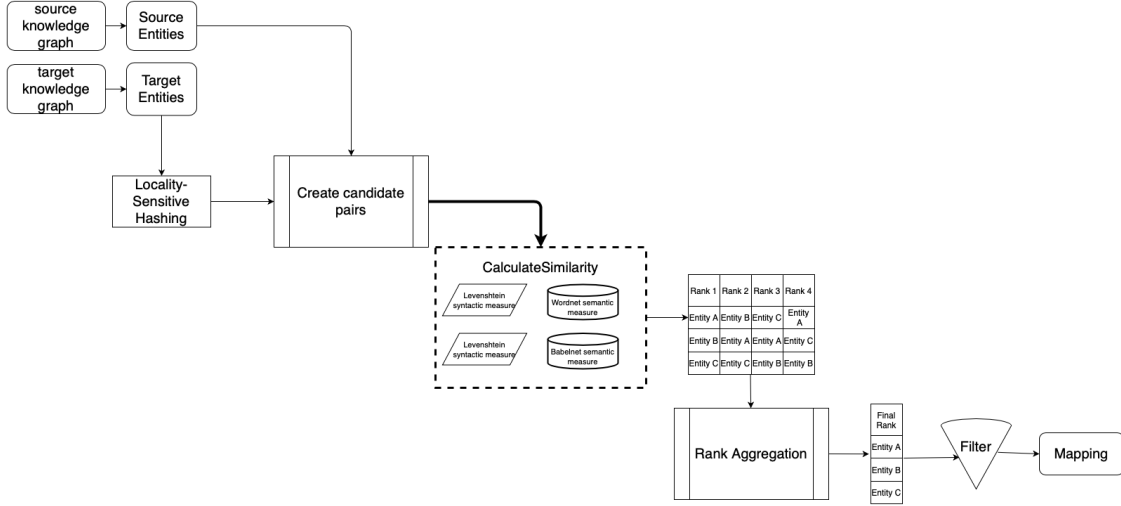 source
knowledge
graph
Source
Entities
target
knowledge
graph
Target
Entities
Locality-
Sensitive
Hashing
Create candidate
pairs
CalculateSimilarity
Levenshtein
syntactic measure
Wordnet semantic
measure
Levenshtein
syntactic measure
Babelnet semantic
measure
Rank 1 Rank 2 Rank 3 Rank 4
Entity A Entity B Entity C Entity
A
Entity B Entity A Entity A Entity C
Entity C Entity C Entity B Entity B
Rank Aggregation
Final
Rank
Entity A
Entity B
Entity C
Filter
Mapping